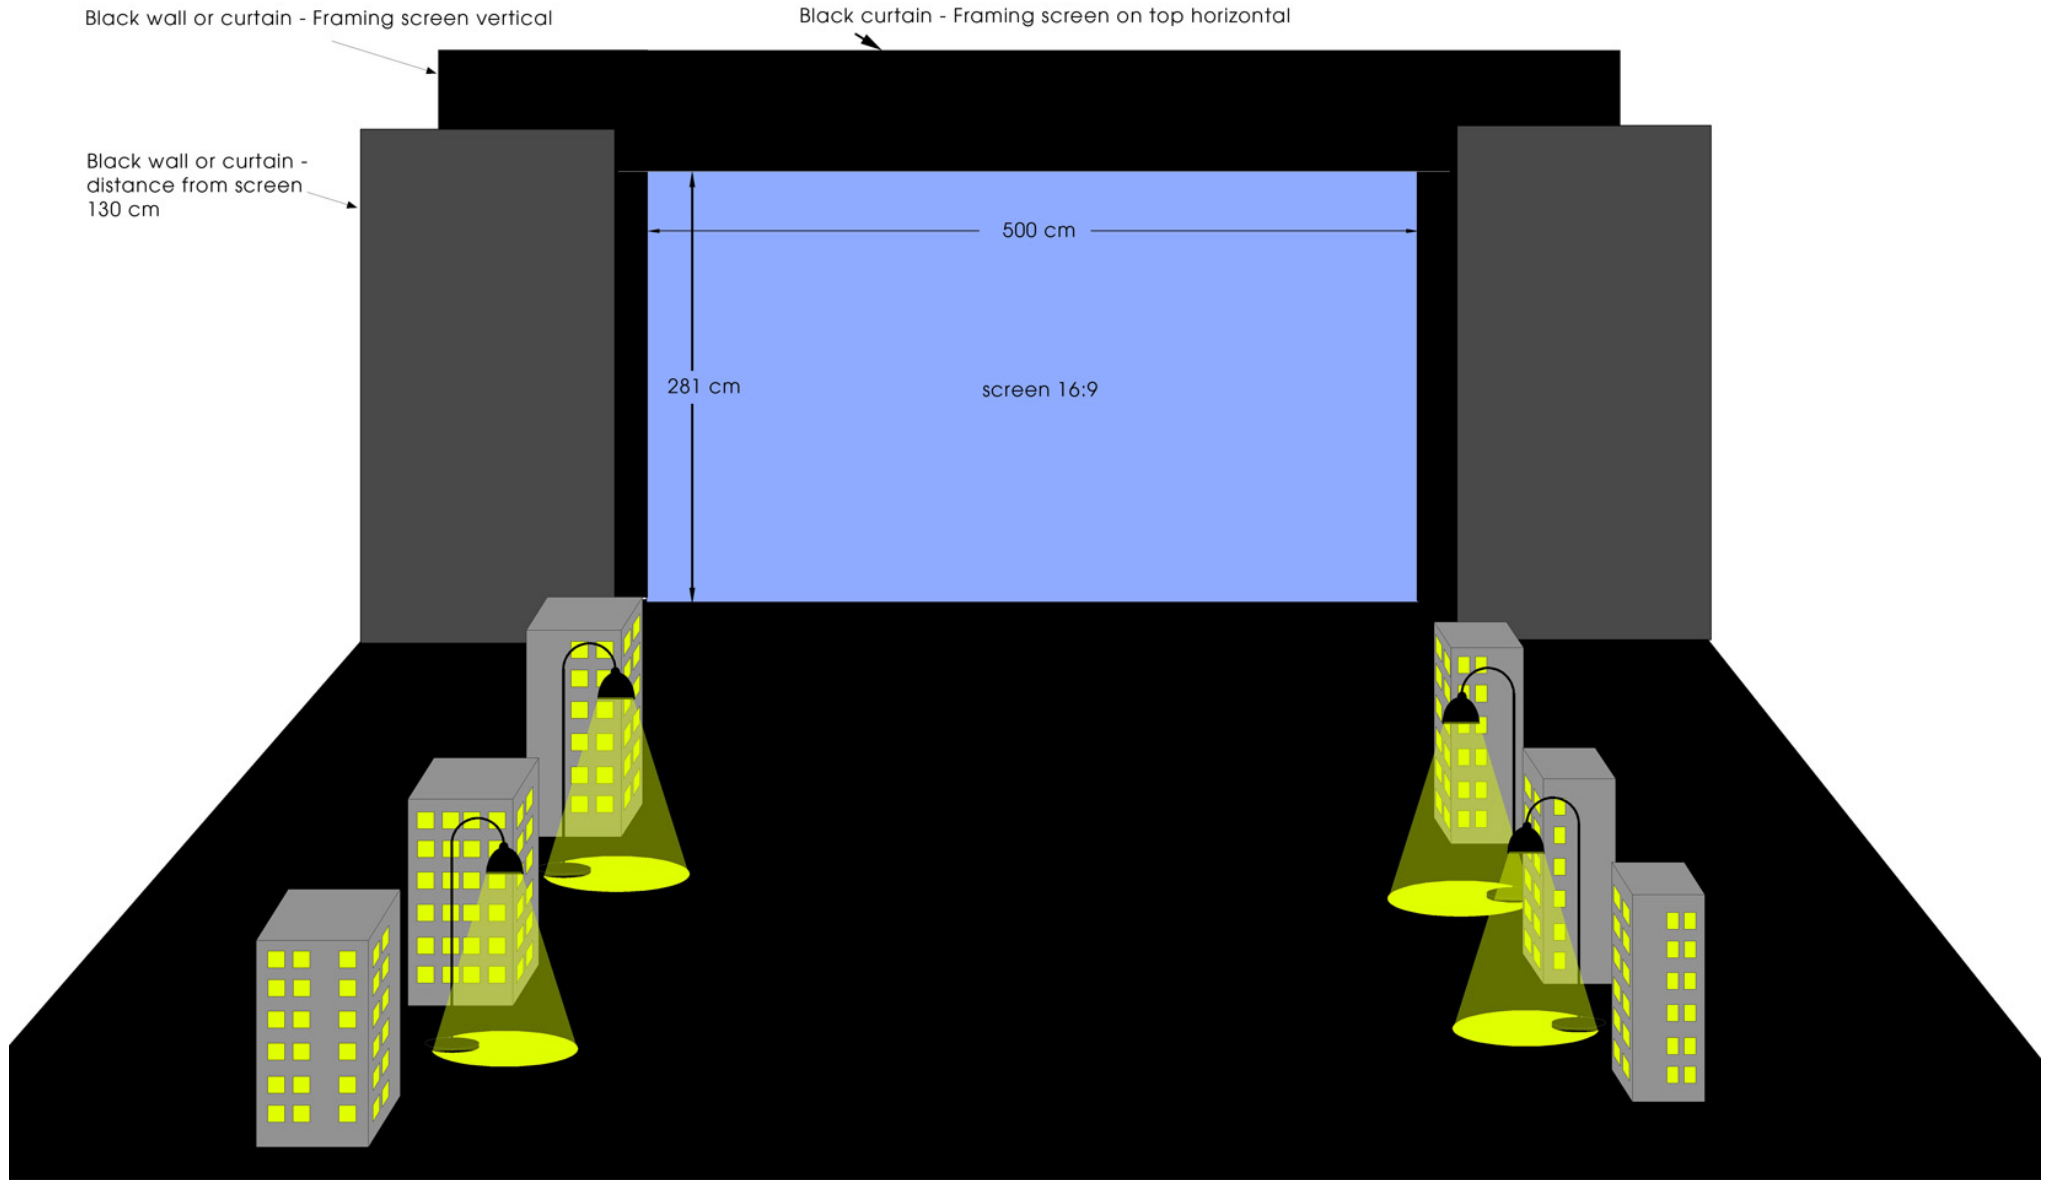 Black wall or curtain - Framing screen vertical
Black curtain - Framing screen on top horizontal
Black wall or curtain -
distance from screen
130 cm
500 cm
281 cm
screen 16:9